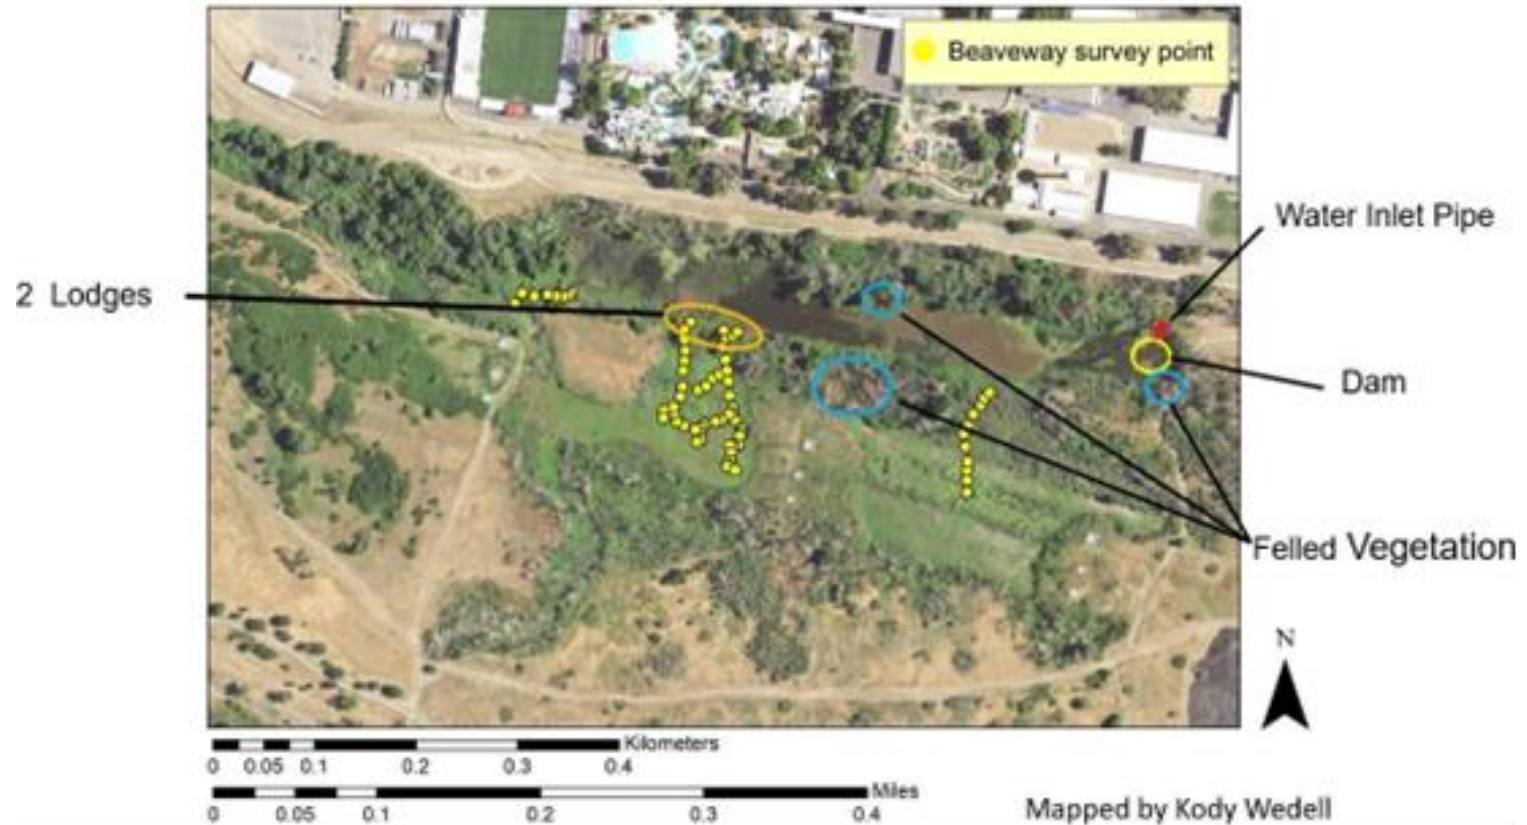 Beaveway survey point
Water Inlet Pipe
2 Lodges
Dam
Felled Vegetation
N
Kilometers
0 0.05 0.1 0.2 0.3 0.4
Miles
0 0.05 0.1 0.2 0.3 0.4
Mapped by Kody Wedell